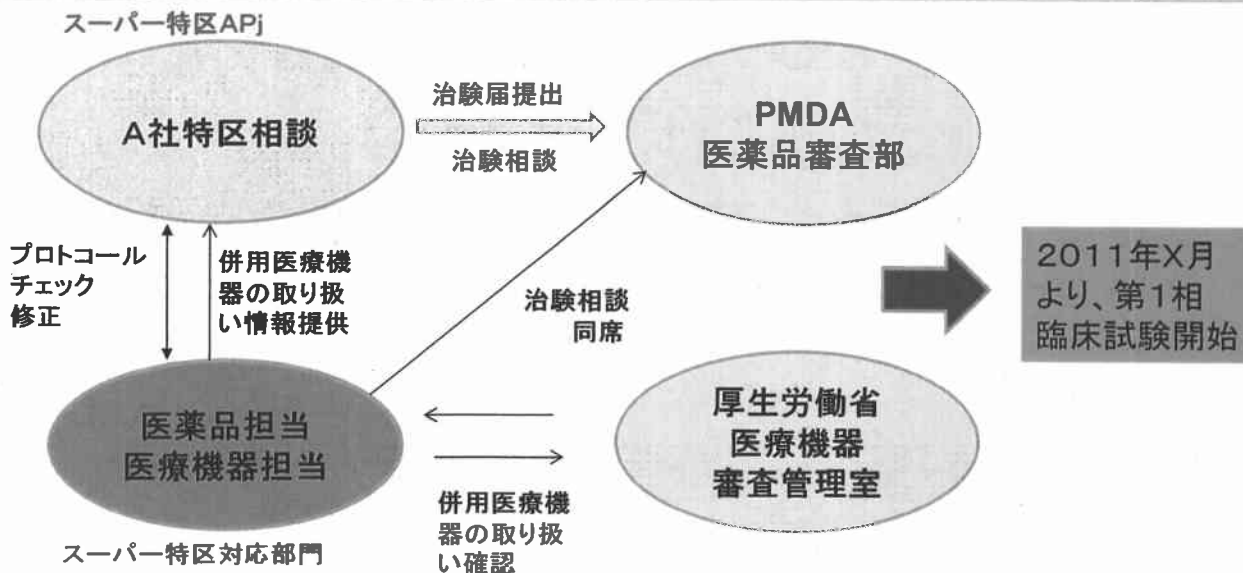 スーパー特区APj
A社特区相談
治験届提出
治験相談
PMDA
医薬品審査部
プロトコール
チェック
修正
併用医療機
器の取り扱
い情報提供
治験相談
同席
2011年X月
より、第1相
臨床試験開始
医薬品担当
医療機器担当
厚生労働省
医療機器
審査管理室
併用医療機
器の取り扱
い確認
スーパー特区対応部門